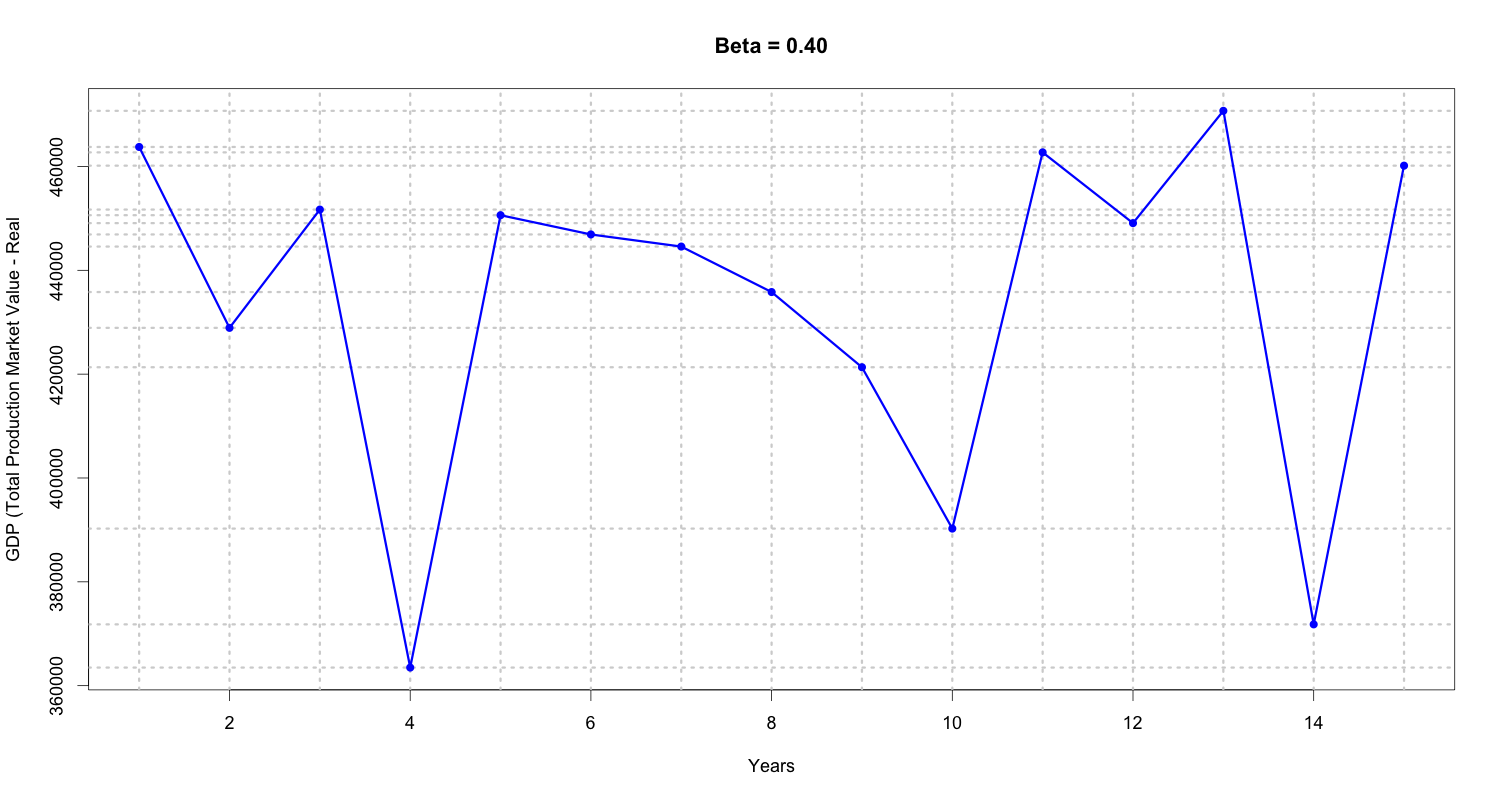 Beta = 0.40
GDP (Total Production Market Value - Real
460000
440000
420000
400000
380000
360000
2 4 6 8 10 12 14
Years